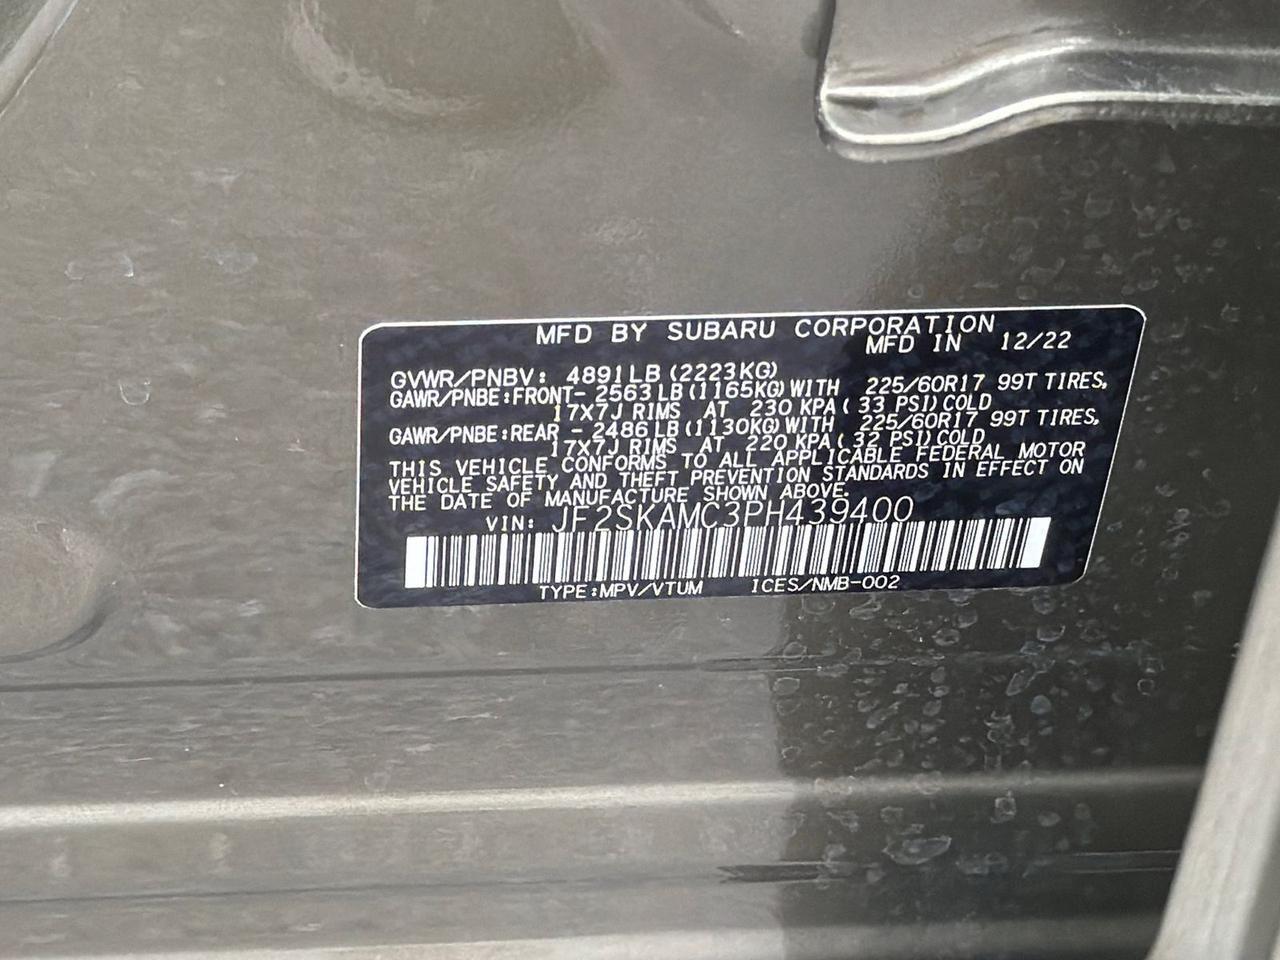 MFD BY SUBARU CORPORATION
MFD IN 12/22
GVWR/PNBV: 4891LB(2223KG)
GAWR/PNBE:FRONT- 2563LB(1165KG)WITH 225/60R17 99T TIRES,
17X7J RIMS AT 230 KPA( 33 PSI)COLD
GAWR/PNBE:REAR - 2486LB(1130KG)WITH 225/60R17 99T TIRES,
17X7J RIMS AT 220 KPA( 32 PSI)COLD
THIS VEHICLE CONFORMS TO ALL APPLICABLE FEDERAL MOTOR
VEHICLE SAFETY AND THEFT PREVENTION STANDARDS IN EFFECT ON
THE DATE OF MANUFACTURE SHOWN ABOVE.
VIN: JF2SKAMC3PH439400
TYPE:MPV/VTUM ICES/NMB-002